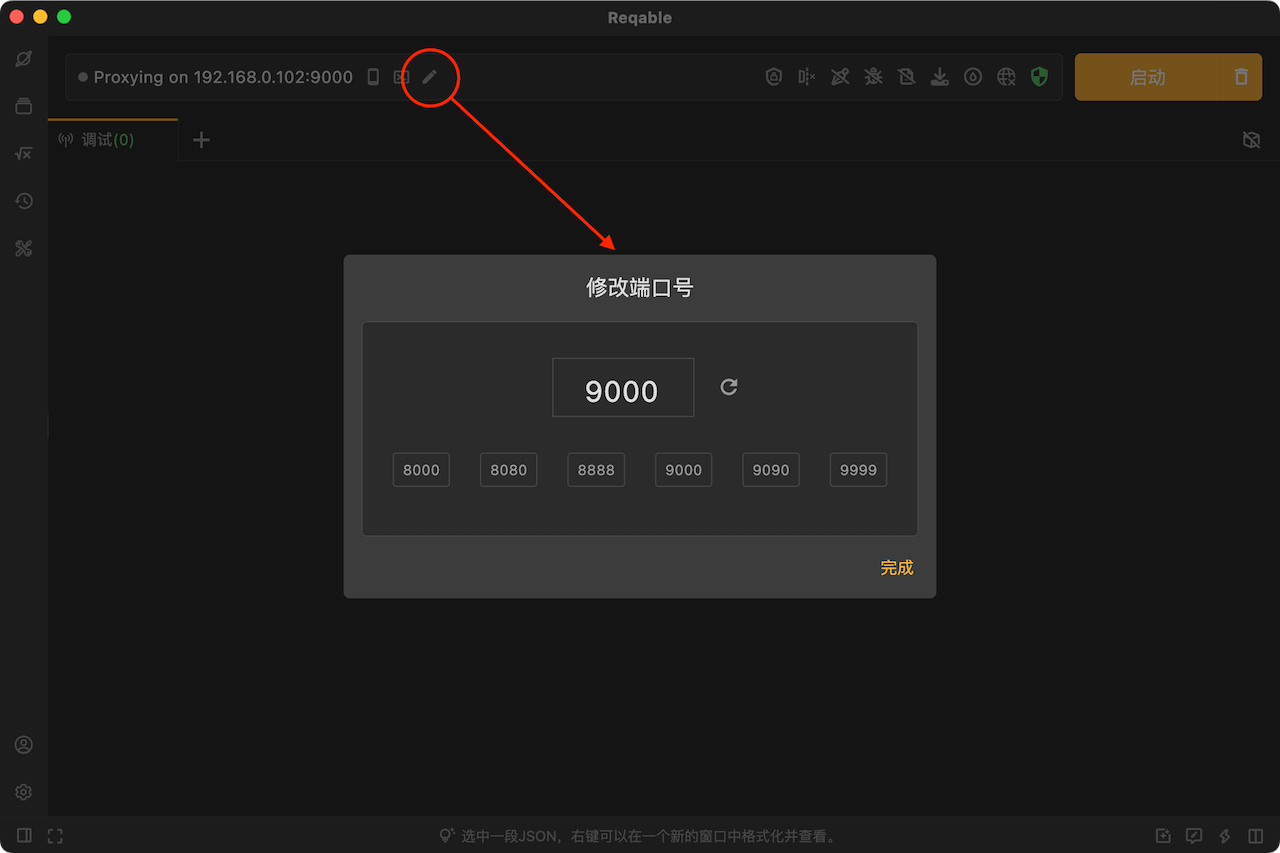 Reqable
Proxying on 192.168.0.102:9000
启动
调试(0)
修改端口号
9000
8000 8080 8888 9000 9090 9999
完成
选中一段JSON，右键可以在一个新的窗口中格式化并查看。